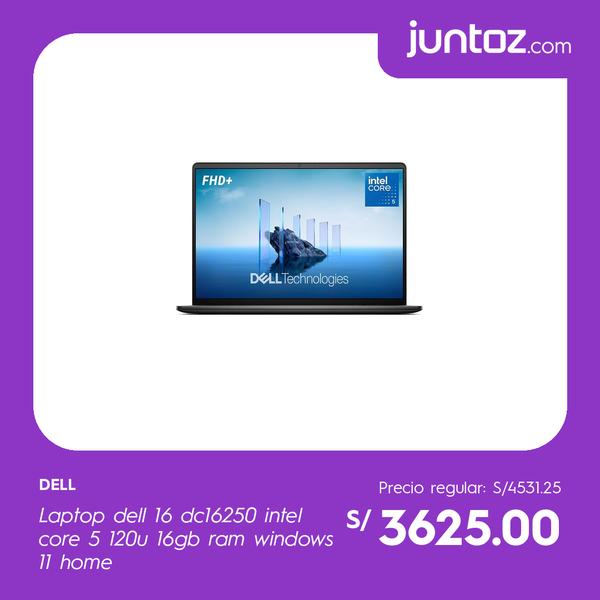 juntoz.com
FHD+
intel
CORE
5
DELLTechnologies
DELL
Laptop dell 16 dc16250 intel
core 5 120u 16gb ram windows
11 home
Precio regular: S/4531.25
S/ 3625.00